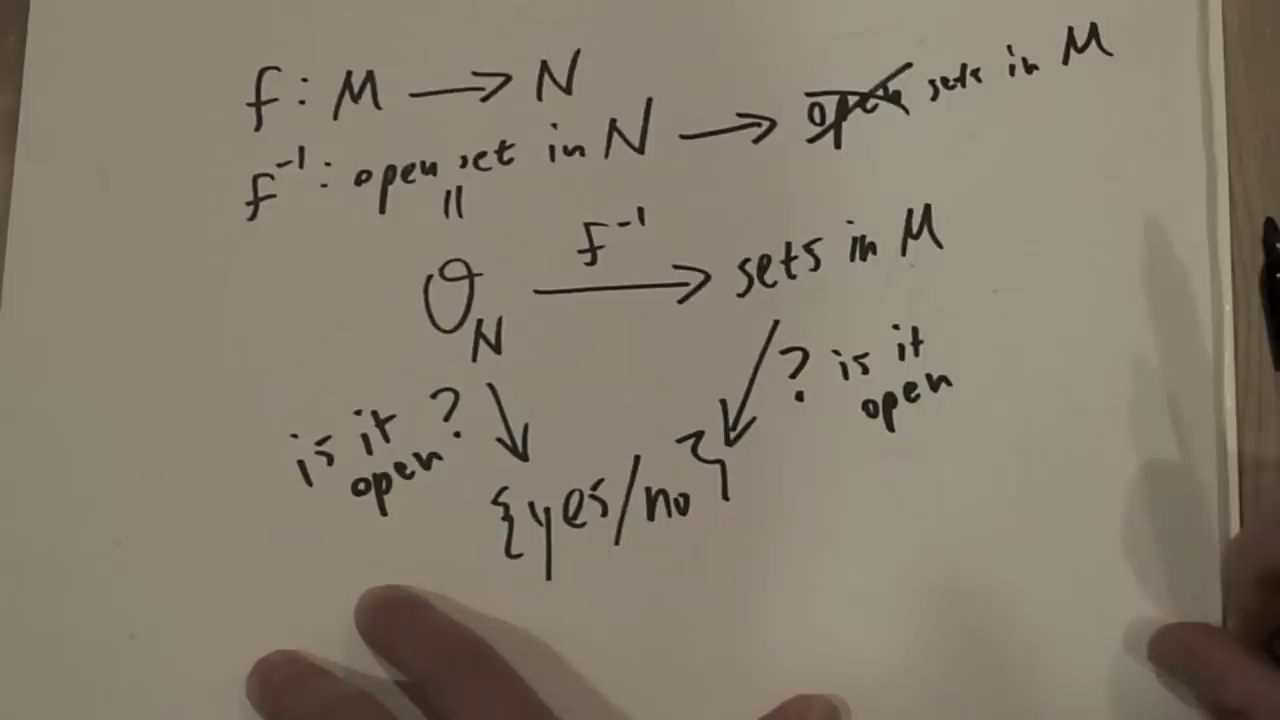 f : M → N
f⁻¹ : open set in N → open sets in M
||
f⁻¹
O_N → sets in M
is it open ?
? is it open
{yes/no}